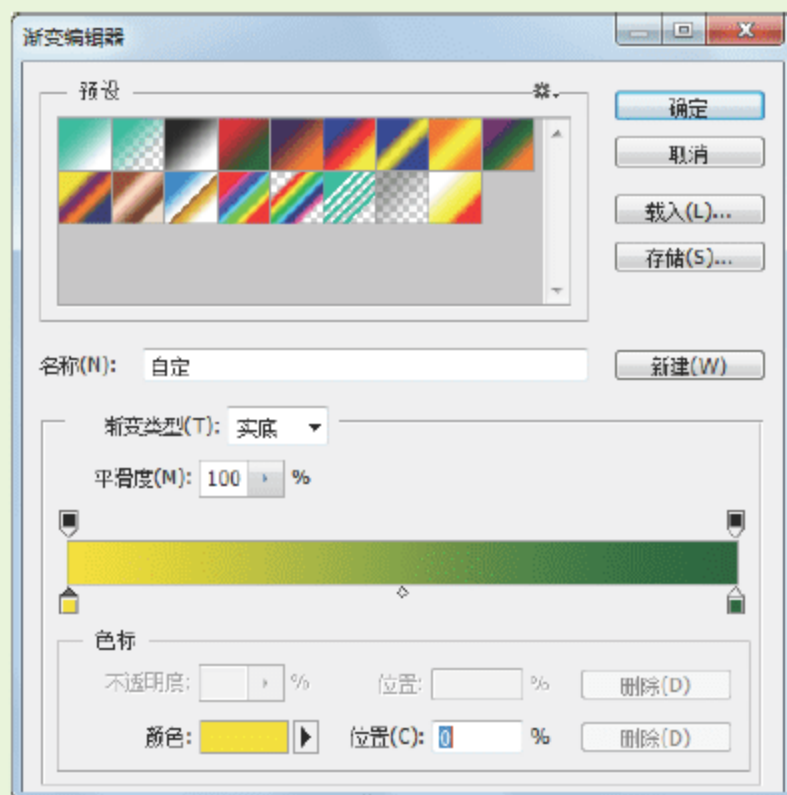 渐变编辑器
预设
确定
取消
载入(L)...
存储(S)...
名称(N): 自定
新建(W)
渐变类型(T): 实底
平滑度(M): 100 %
色标
不透明度: % 位置: % 删除(D)
颜色: 位置(C): 0 % 删除(D)